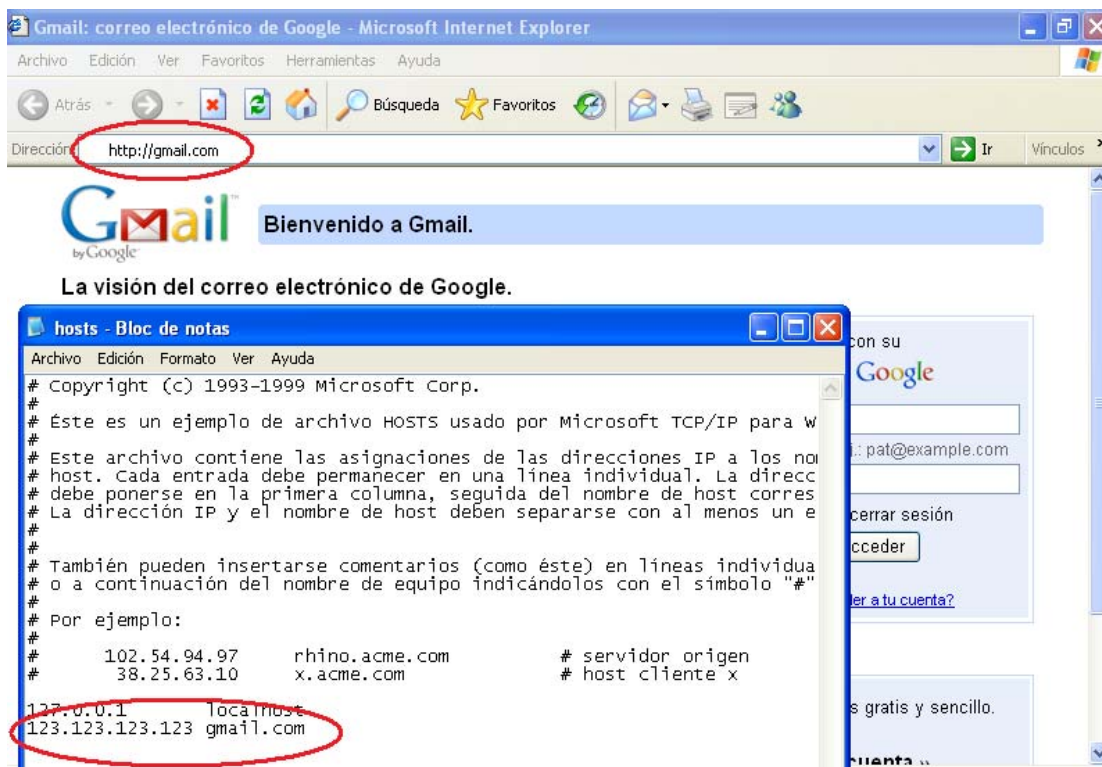 Gmail: correo electrónico de Google - Microsoft Internet Explorer
Archivo Edición Ver Favoritos Herramientas Ayuda
Atrás Búsqueda Favoritos
Dirección http://gmail.com Ir Vínculos
Gmail™ by Google
Bienvenido a Gmail.
La visión del correo electrónico de Google.
hosts - Bloc de notas
Archivo Edición Formato Ver Ayuda
# Copyright (c) 1993-1999 Microsoft Corp.
#
# Éste es un ejemplo de archivo HOSTS usado por Microsoft TCP/IP para W
#
# Este archivo contiene las asignaciones de las direcciones IP a los no
# host. Cada entrada debe permanecer en una línea individual. La direcc
# debe ponerse en la primera columna, seguida del nombre de host corres
# La dirección IP y el nombre de host deben separarse con al menos un e
#
#
# También pueden insertarse comentarios (como éste) en líneas individua
# o a continuación del nombre de equipo indicándolos con el símbolo "#"
#
# Por ejemplo:
#
# 102.54.94.97 rhino.acme.com # servidor origen
# 38.25.63.10 x.acme.com # host cliente x
127.0.0.1 localhost
123.123.123.123 gmail.com
con su
Google
.: pat@example.com
cerrar sesión
cceder
der a tu cuenta?
s gratis y sencillo.
cuenta »